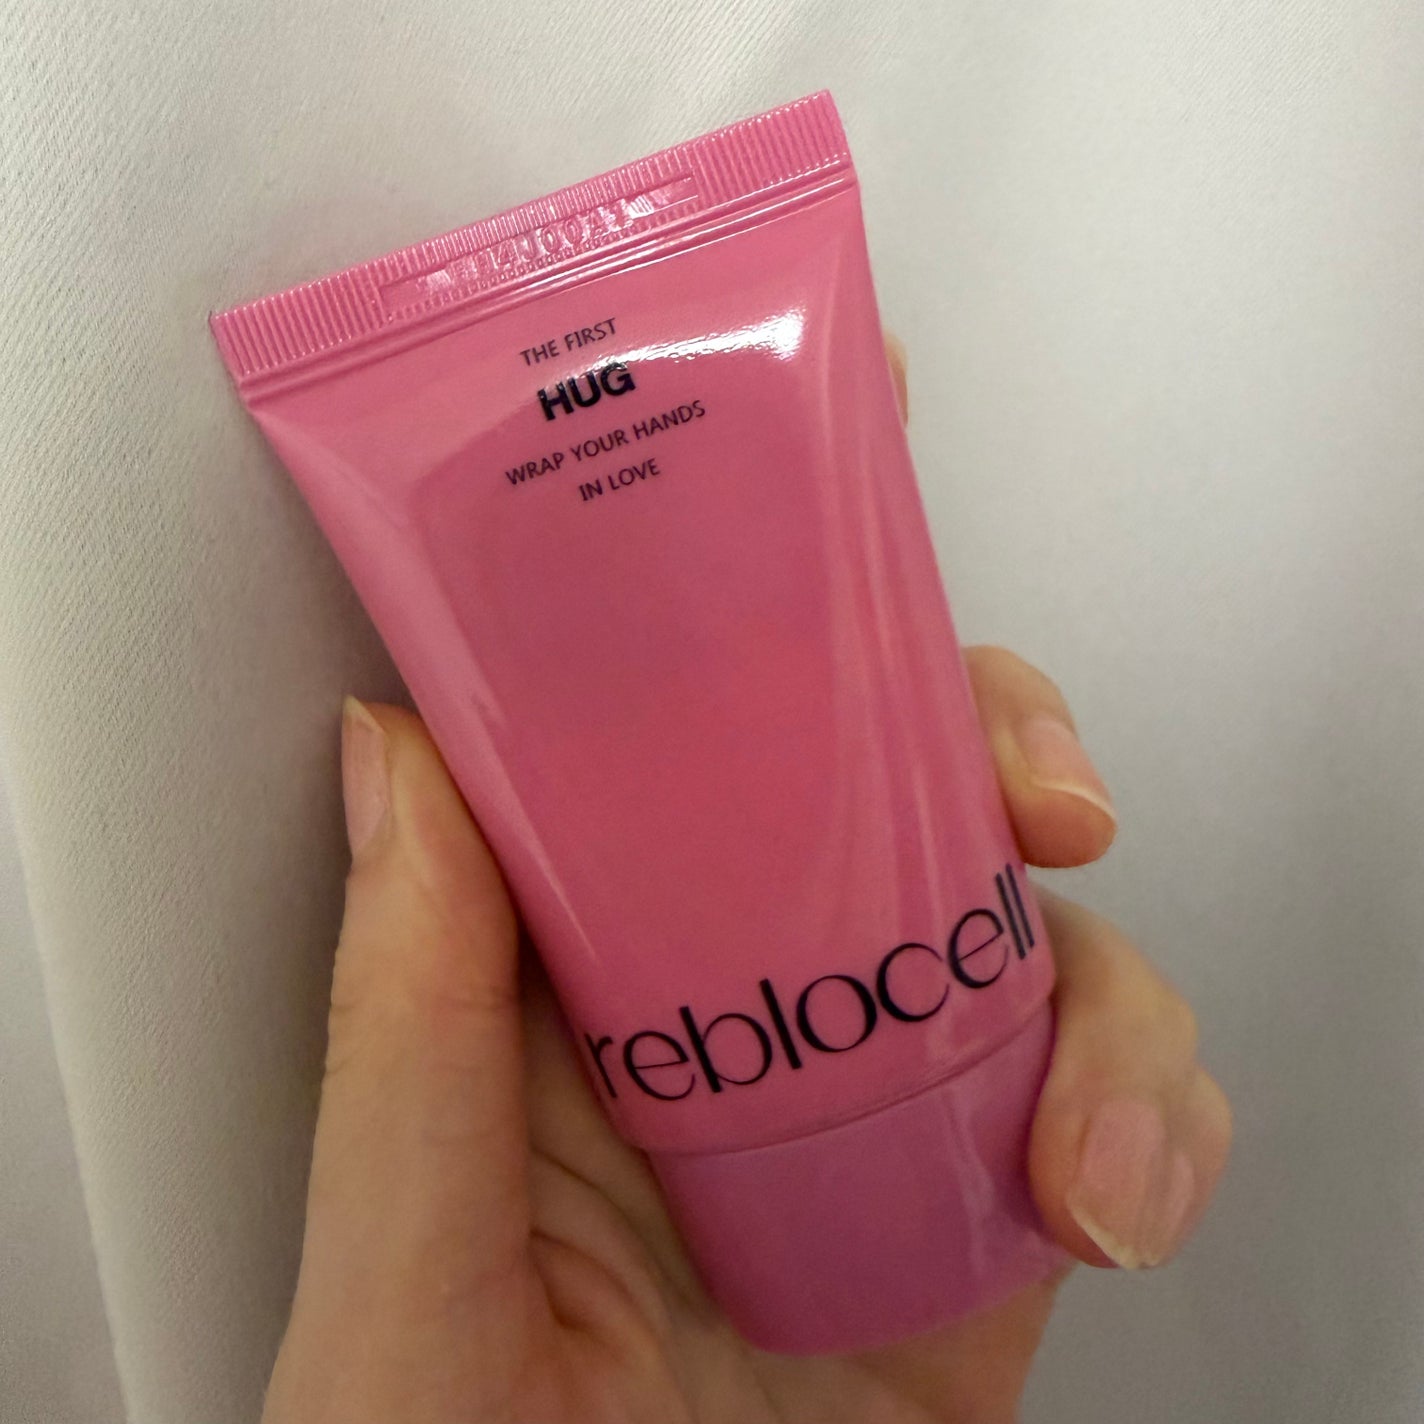 THE FIRST
HUG
WRAP YOUR HANDS
IN LOVE
reblocell